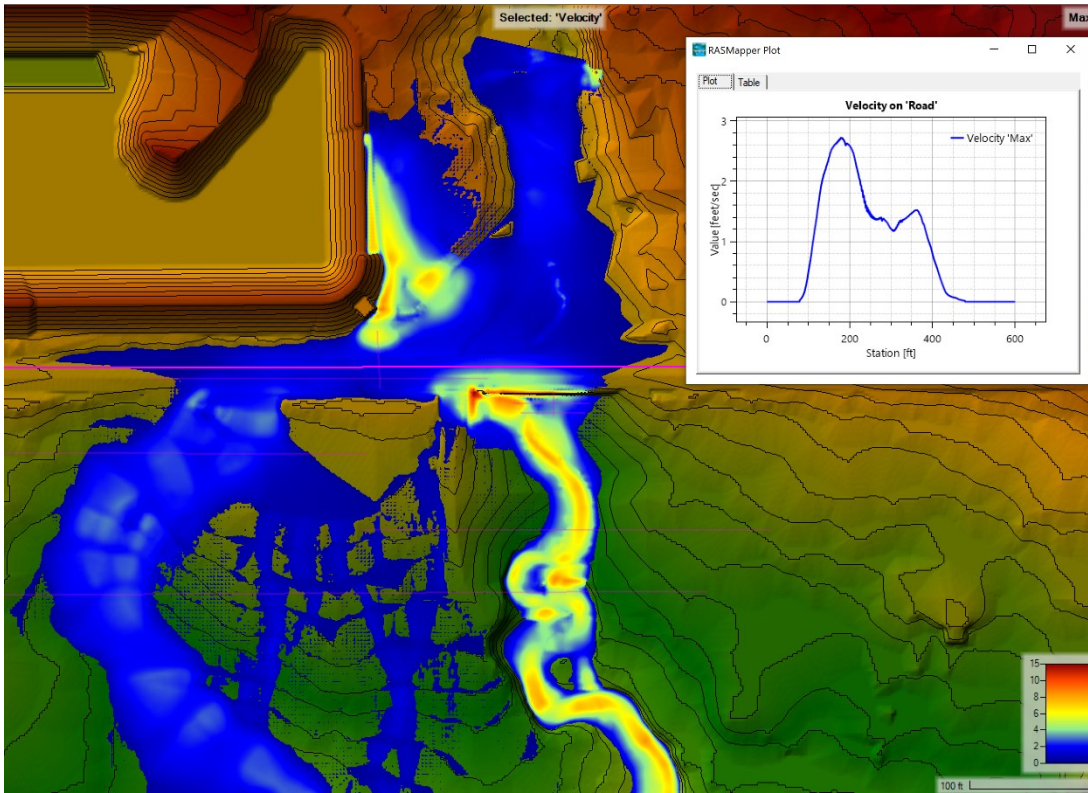 Selected: 'Velocity'
Max
RASMapper Plot
Plot
Table
Velocity on 'Road'
Velocity 'Max'
Value [feet/sec]
3
2
1
0
0
200
400
600
Station [ft]
15
10
8
6
4
2
0
100 ft